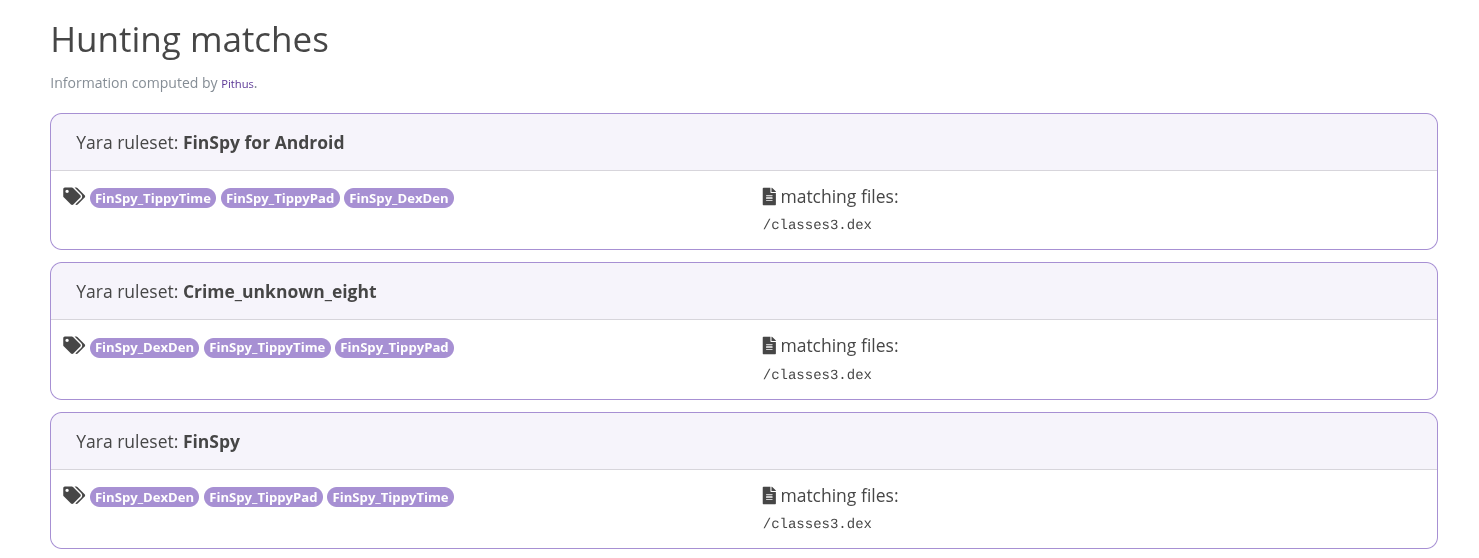 Hunting matches
Information computed by Pithus.
Yara ruleset: FinSpy for Android
FinSpy_TippyTime FinSpy_TippyPad FinSpy_DexDen
matching files:
/classes3.dex
Yara ruleset: Crime_unknown_eight
FinSpy_DexDen FinSpy_TippyTime FinSpy_TippyPad
matching files:
/classes3.dex
Yara ruleset: FinSpy
FinSpy_DexDen FinSpy_TippyPad FinSpy_TippyTime
matching files:
/classes3.dex